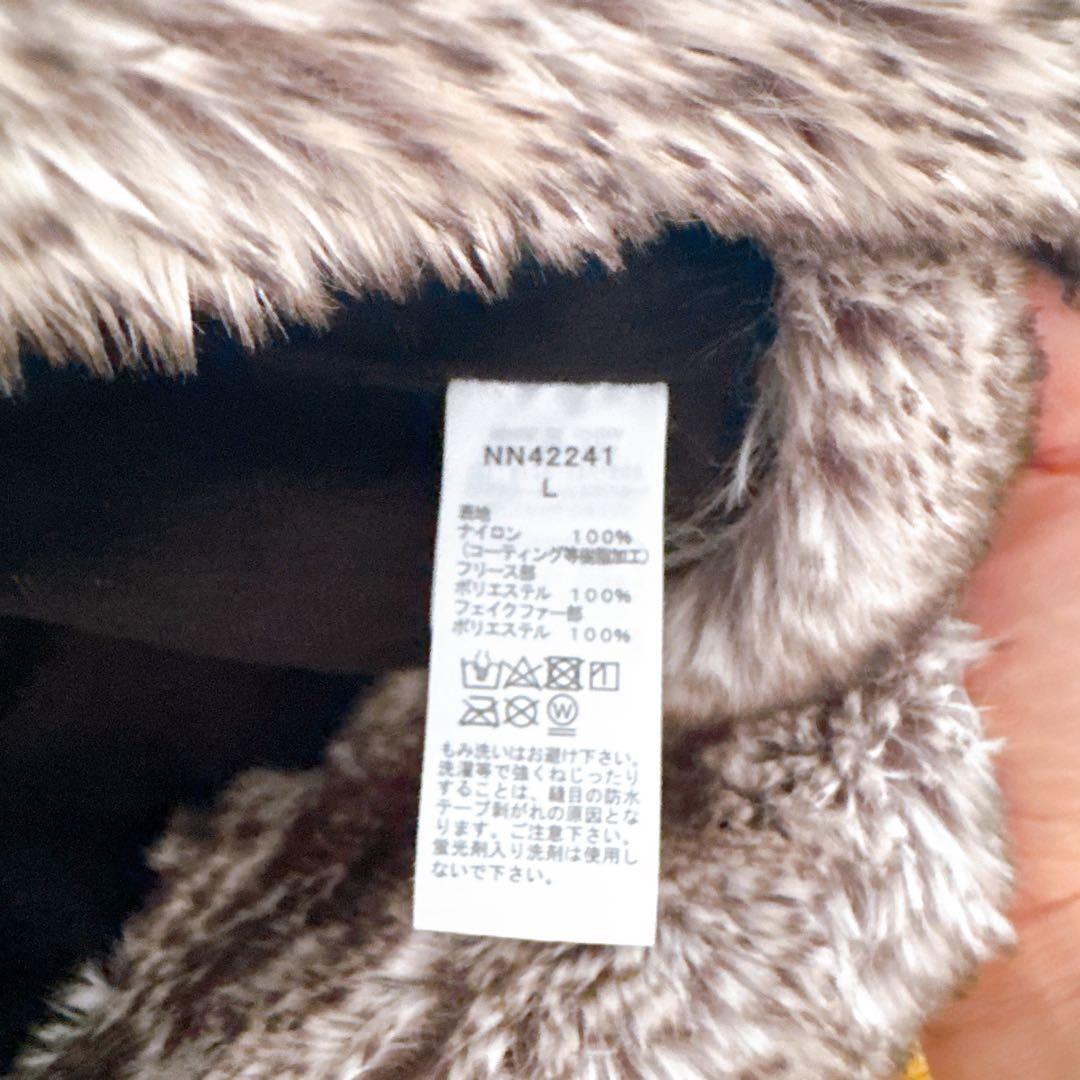 NN42241
L
表地
ナイロン 100%
(コーティング等樹脂加工)
フリース部
ポリエステル 100%
フェイクファー部
ポリエステル 100%
W
もみ洗いはお避け下さい。
洗濯等で強くねじったり
することは、縫目の防水
テープ剥がれの原因とな
ります。ご注意下さい。
蛍光剤入り洗剤は使用し
ないで下さい。